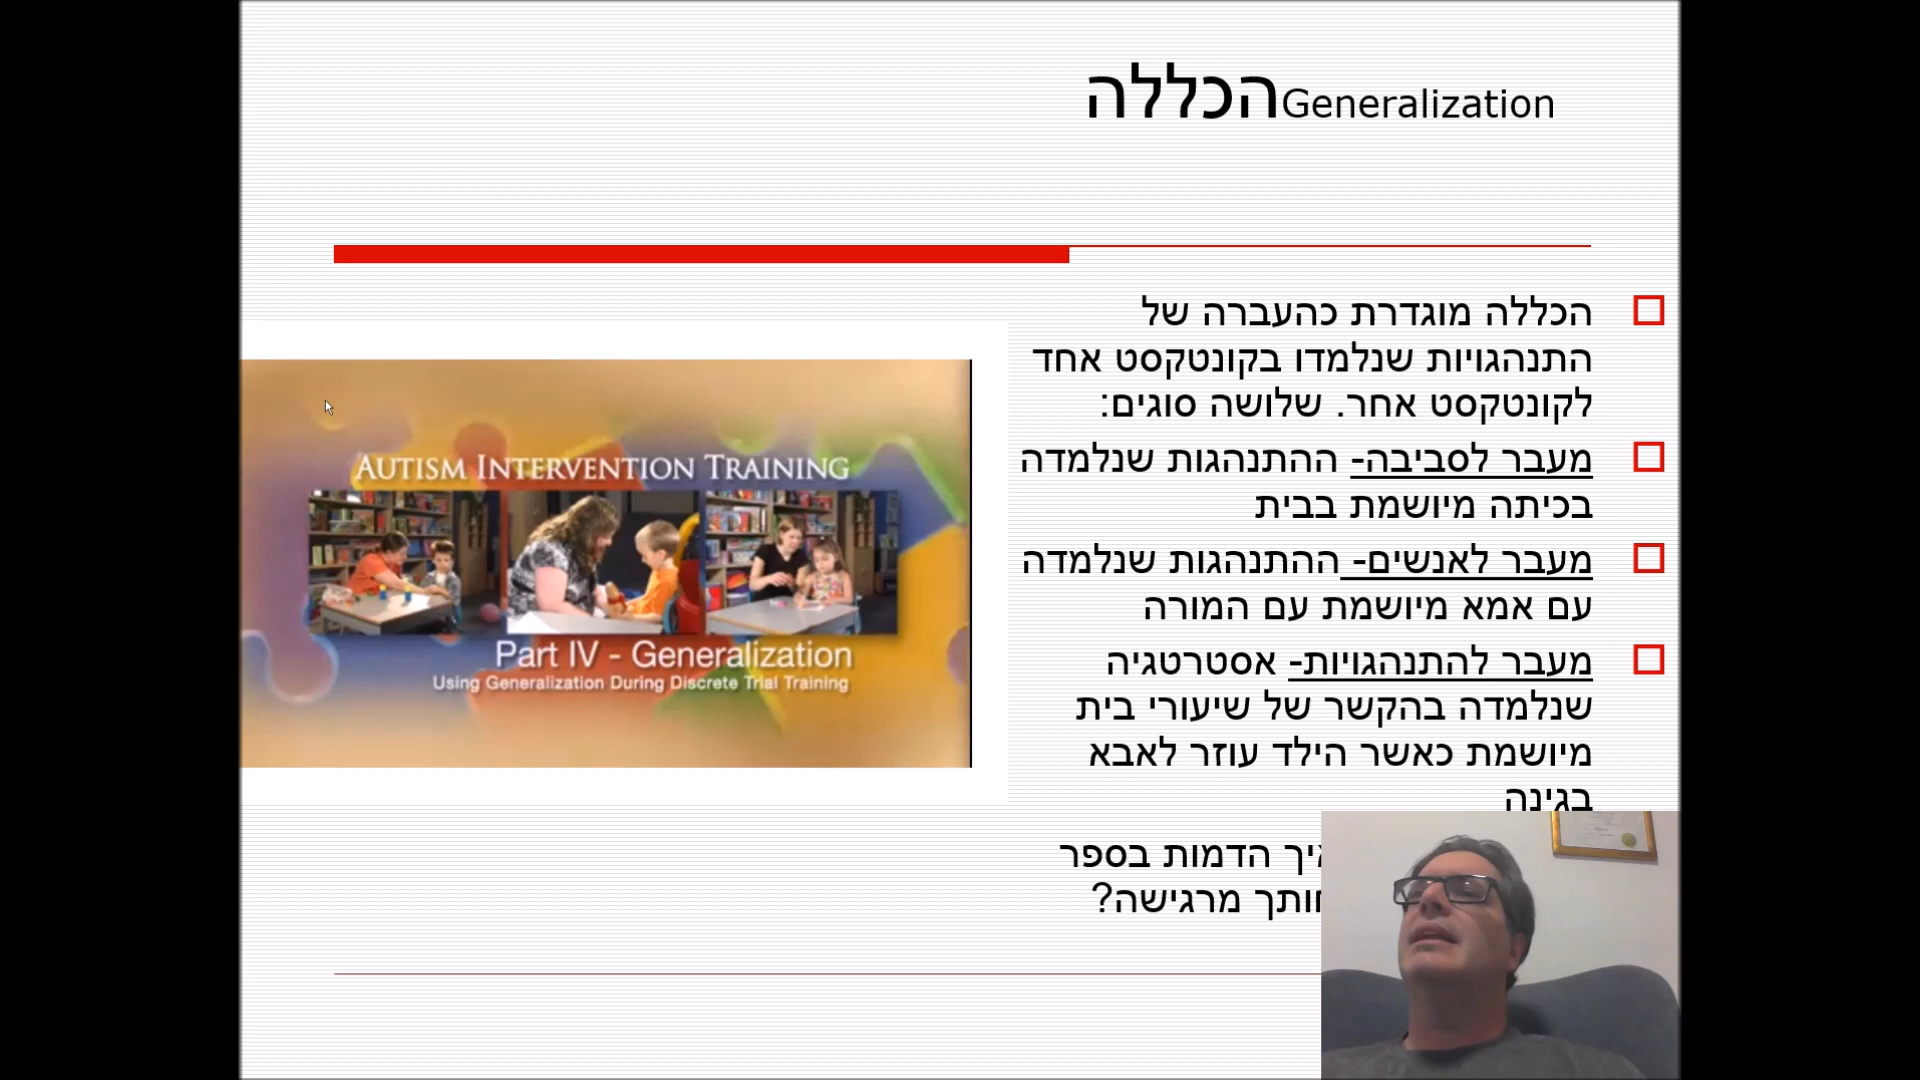 הכללה Generalization
הכללה מוגדרת כהעברה של
התנהגויות שנלמדו בקונטקסט אחד
לקונטקסט אחר. שלושה סוגים:
מעבר לסביבה- ההתנהגות שנלמדה
בכיתה מיושמת בבית
מעבר לאנשים- ההתנהגות שנלמדה
עם אמא מיושמת עם המורה
מעבר להתנהגויות- אסטרטגיה
שנלמדה בהקשר של שיעורי בית
מיושמת כאשר הילד עוזר לאבא
בגינה
הדמות בספר
מרגישה?
AUTISM INTERVENTION TRAINING
Part IV - Generalization
Using Generalization During Discrete Trial Training